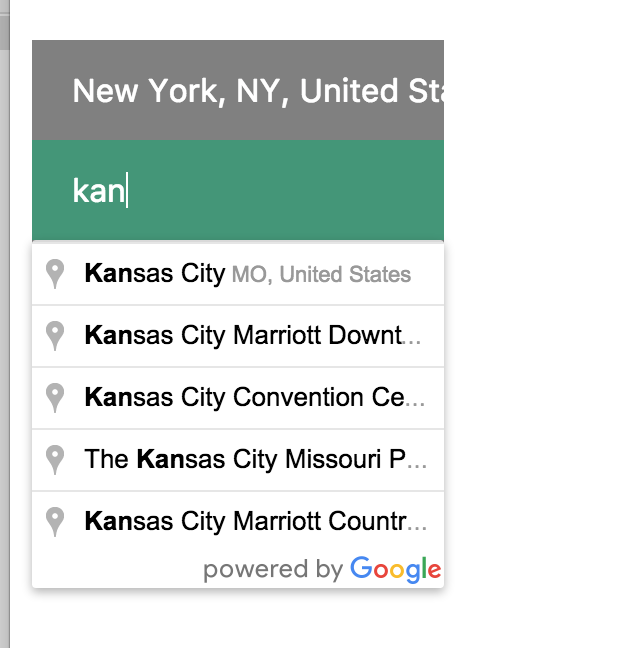 New York, NY, United Sta
kan
Kansas City MO, United States
Kansas City Marriott Downt...
Kansas City Convention Ce...
The Kansas City Missouri P...
Kansas City Marriott Countr...
powered by Google